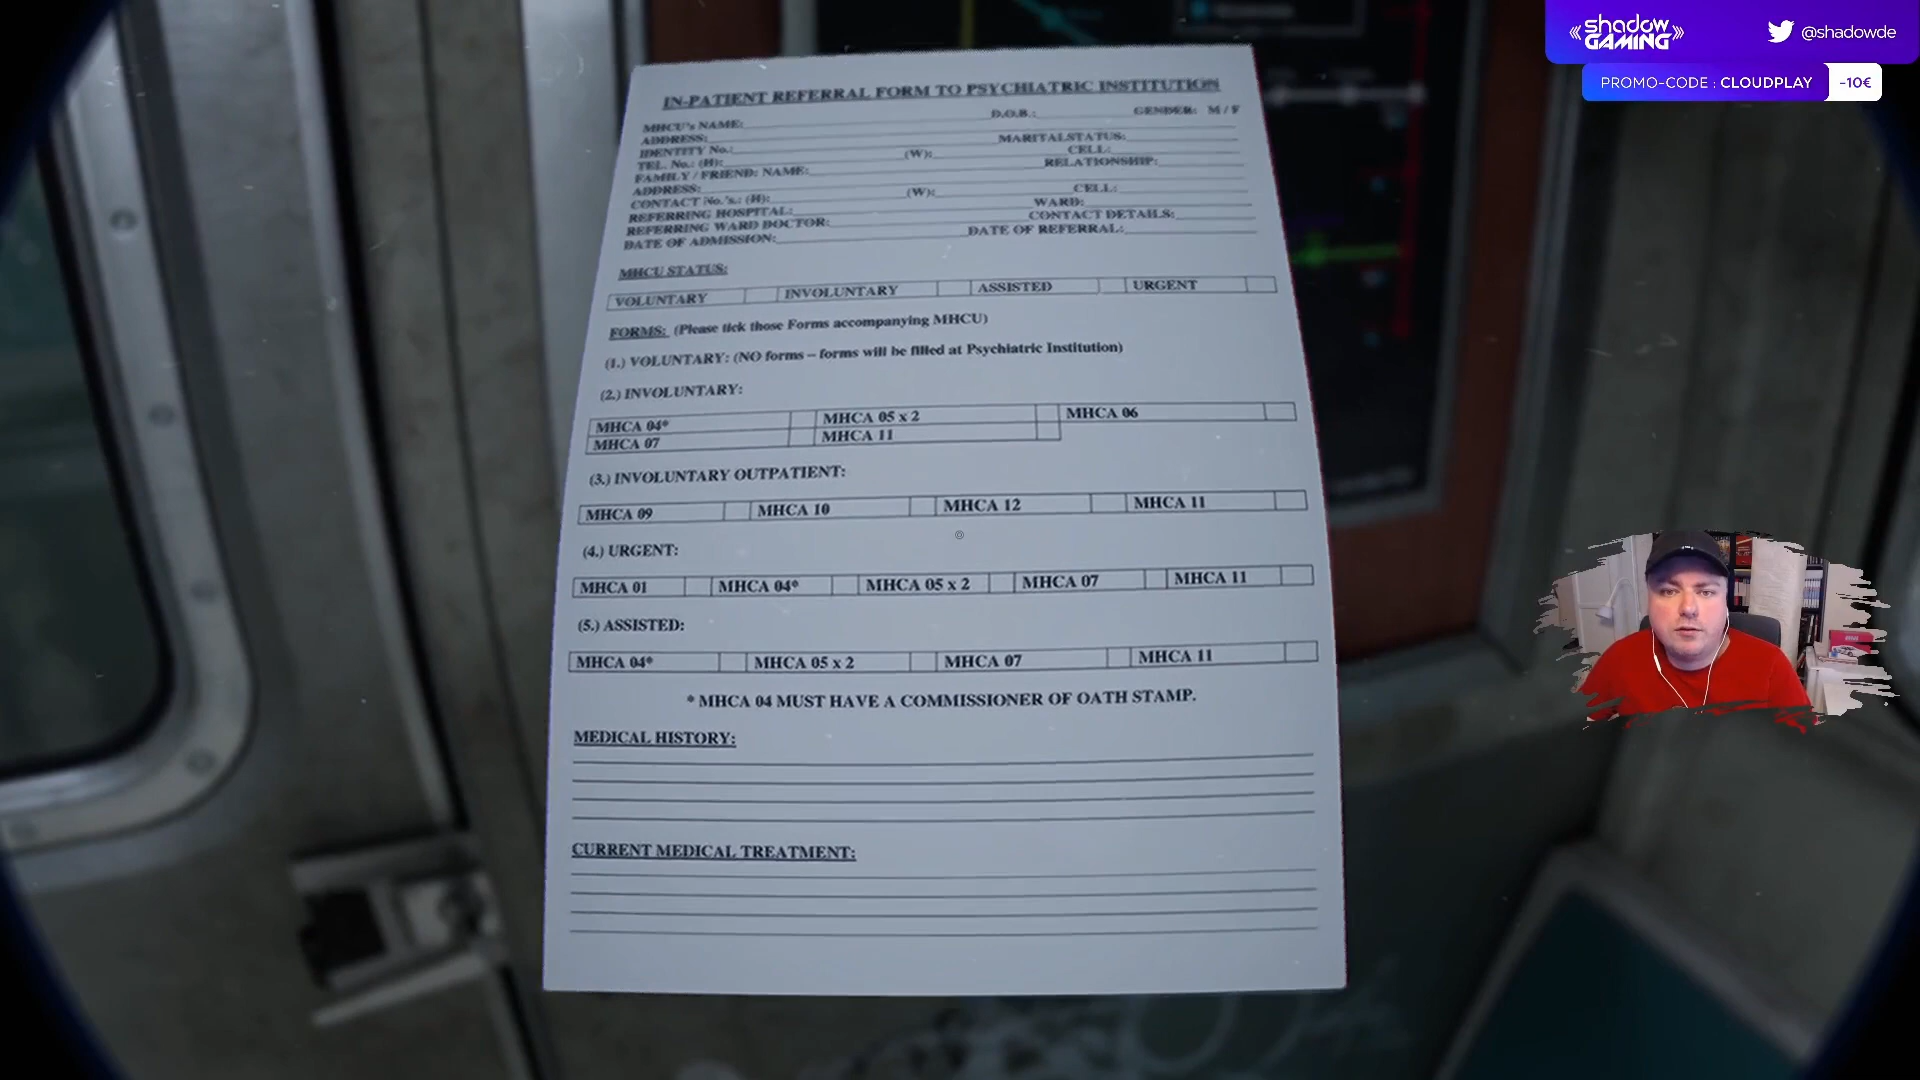 shadow
GAMING
@shadowde
PROMO-CODE : CLOUDPLAY -10€
IN-PATIENT REFERRAL FORM TO PSYCHIATRIC INSTITUTION
MHCU's NAME: D.O.B.: GENDER: M / F
ADDRESS: MARITALSTATUS:
IDENTITY No.: CELL:
TEL. No.: (H): (W): RELATIONSHIP:
FAMILY / FRIEND: NAME:
ADDRESS: CELL:
CONTACT No.'s.: (H): (W): WARD:
REFERRING HOSPITAL: CONTACT DETAILS:
REFERRING WARD DOCTOR: DATE OF REFERRAL:
DATE OF ADMISSION:
MHCU STATUS:
VOLUNTARY INVOLUNTARY ASSISTED URGENT
FORMS: (Please tick those Forms accompanying MHCU)
(1.) VOLUNTARY: (NO forms – forms will be filled at Psychiatric Institution)
(2.) INVOLUNTARY:
MHCA 04* MHCA 05 x 2 MHCA 06
MHCA 07 MHCA 11
(3.) INVOLUNTARY OUTPATIENT:
MHCA 09 MHCA 10 MHCA 12 MHCA 11
(4.) URGENT:
MHCA 01 MHCA 04* MHCA 05 x 2 MHCA 07 MHCA 11
(5.) ASSISTED:
MHCA 04* MHCA 05 x 2 MHCA 07 MHCA 11
* MHCA 04 MUST HAVE A COMMISSIONER OF OATH STAMP.
MEDICAL HISTORY:
CURRENT MEDICAL TREATMENT: